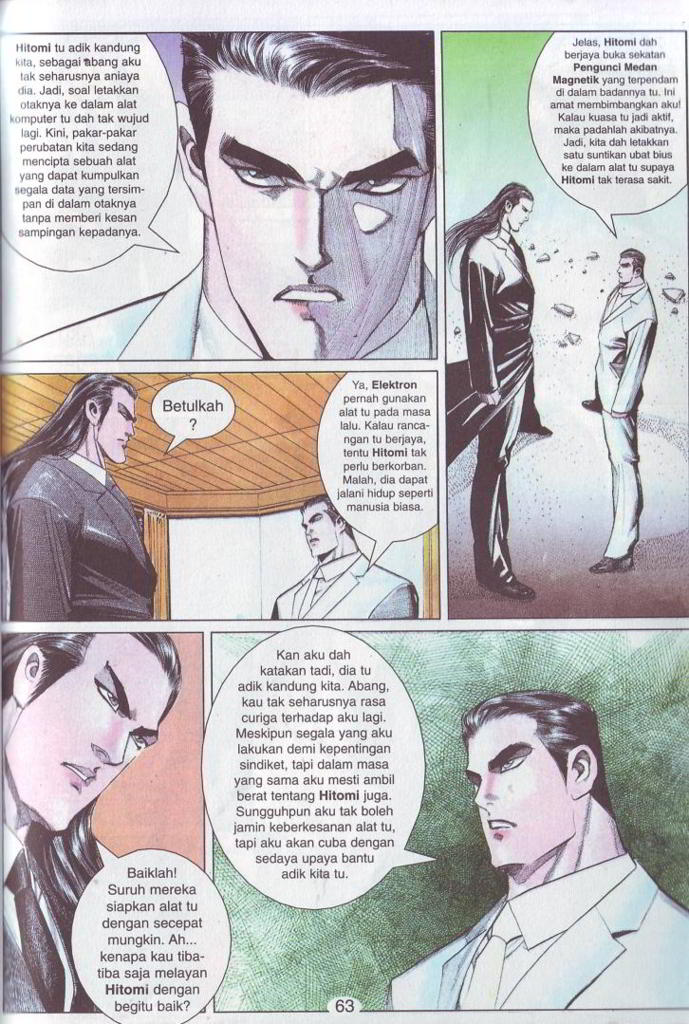 Hitomi tu adik kandung
kita, sebagai abang aku
tak seharusnya aniaya
dia. Jadi, soal letakkan
otaknya ke dalam alat
komputer tu dah tak wujud
lagi. Kini, pakar-pakar
perubatan kita sedang
mencipta sebuah alat
yang dapat kumpulkan
segala data yang tersim-
pan di dalam otaknya
tanpa memberi kesan
sampingan kepadanya.
Jelas, Hitomi dah
berjaya buka sekatan
Pengunci Medan
Magnetik yang terpendam
di dalam badannya tu. Ini
amat membimbangkan aku!
Kalau kuasa tu jadi aktif,
maka padahlah akibatnya.
Jadi, kita dah letakkan
satu suntikan ubat bius
ke dalam alat tu supaya
Hitomi tak terasa sakit.
Betulkah
?
Ya, Elektron
pernah gunakan
alat tu pada masa
lalu. Kalau ranca-
ngan tu berjaya,
tentu Hitomi tak
perlu berkorban.
Malah, dia dapat
jalani hidup seperti
manusia biasa.
Kan aku dah
katakan tadi, dia tu
adik kandung kita. Abang,
kau tak seharusnya rasa
curiga terhadap aku lagi.
Meskipun segala yang aku
lakukan demi kepentingan
sindiket, tapi dalam masa
yang sama aku mesti ambil
berat tentang Hitomi juga.
Sungguhpun aku tak boleh
jamin keberkesanan alat tu,
tapi aku akan cuba dengan
sedaya upaya bantu
adik kita tu.
Baiklah!
Suruh mereka
siapkan alat tu
dengan secepat
mungkin. Ah...
kenapa kau tiba-
tiba saja melayan
Hitomi dengan
begitu baik?
63